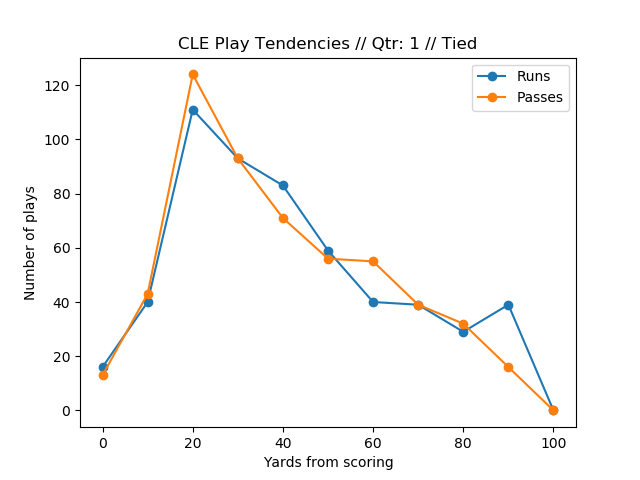 CLE Play Tendencies // Qtr: 1 // Tied
Runs
Passes
Number of plays
120
100
80
60
40
20
0
0 20 40 60 80 100
Yards from scoring